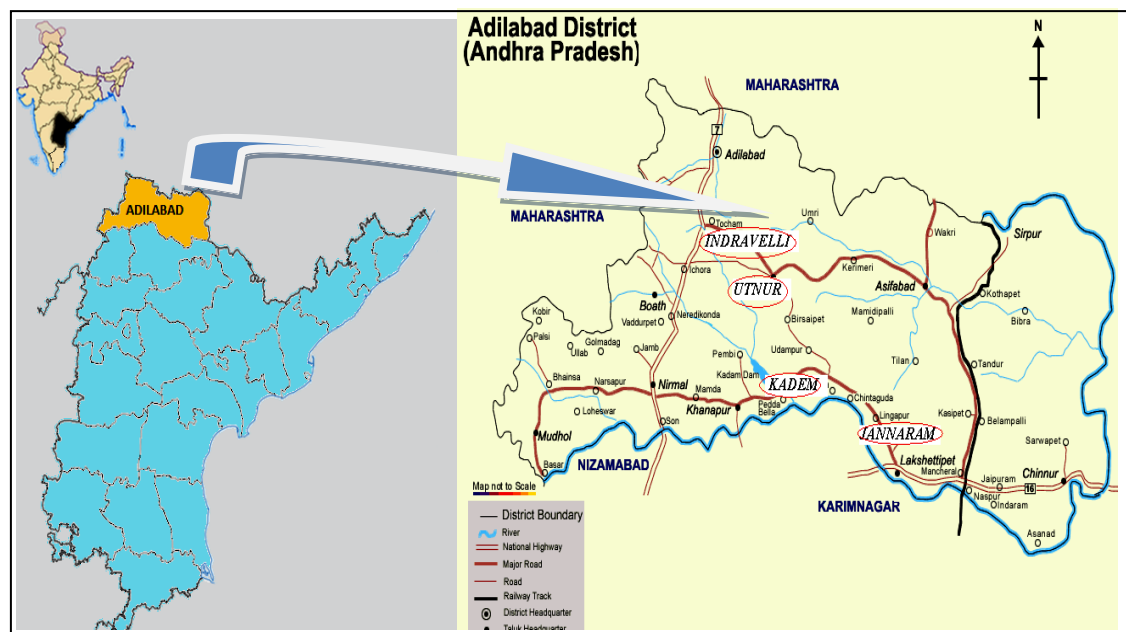 Adilabad District
(Andhra Pradesh)
N
MAHARASHTRA
7
Adilabad
ADILABAD
MAHARASHTRA
Tocham
Umri
Wakri
Sirpur
INDRAVELLI
Ichora
Kerimeri
UTNUR
Asifabad
Kothapet
Boath
Kobir
Vaddurpet
Neredikonda
Birsaipet
Mamidipalli
Bibra
Palsi
Ullab
Golmadag
Jamb
Pembi
Udampur
Tilan
Tandur
Kadam Dam
Bhainsa
Narsapur
Nirmal
Mamda
KADEM
Khanapur
Pedda
Bella
Chintaguda
Loheswar
Son
Lingapur
Kasipet
Belampalli
Mudhol
JANNARAM
Sarwapet
Basar
NIZAMABAD
Lakshettipet
Mancheral
Jaipuram
Chinnur
16
Map not to Scale
KARIMNAGAR
Naspur
Indaram
Asanad
District Boundary
River
National Highway
Major Road
Road
Railway Track
District Headquarter
Taluk Headquarter